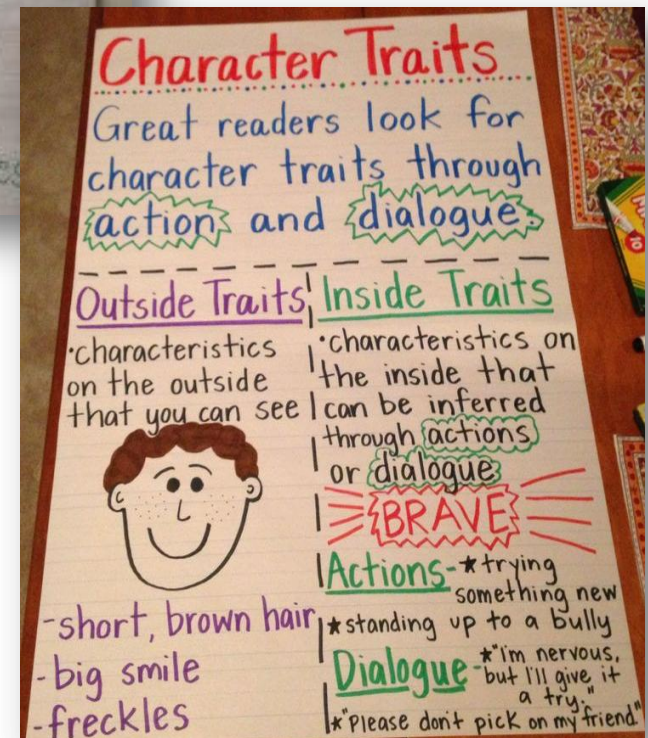 Character Traits
Great readers look for
character traits through
action and dialogue.
Outside Traits
•characteristics
on the outside
that you can see
-short, brown hair
-big smile
-freckles
Inside Traits
•characteristics on
the inside that
can be inferred
through actions
or dialogue
BRAVE
Actions-★trying
something new
★standing up to a bully
Dialogue-★"I'm nervous,
but I'll give it
a try."
★"Please don't pick on my friend."
10